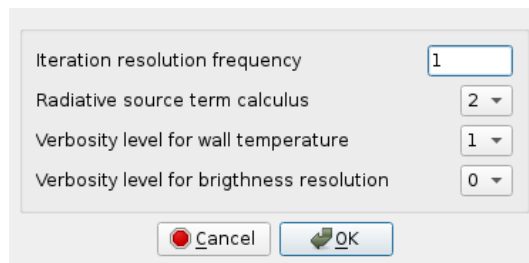 Iteration resolution frequency 1
Radiative source term calculus 2
Verbosity level for wall temperature 1
Verbosity level for brigthness resolution 0
Cancel OK